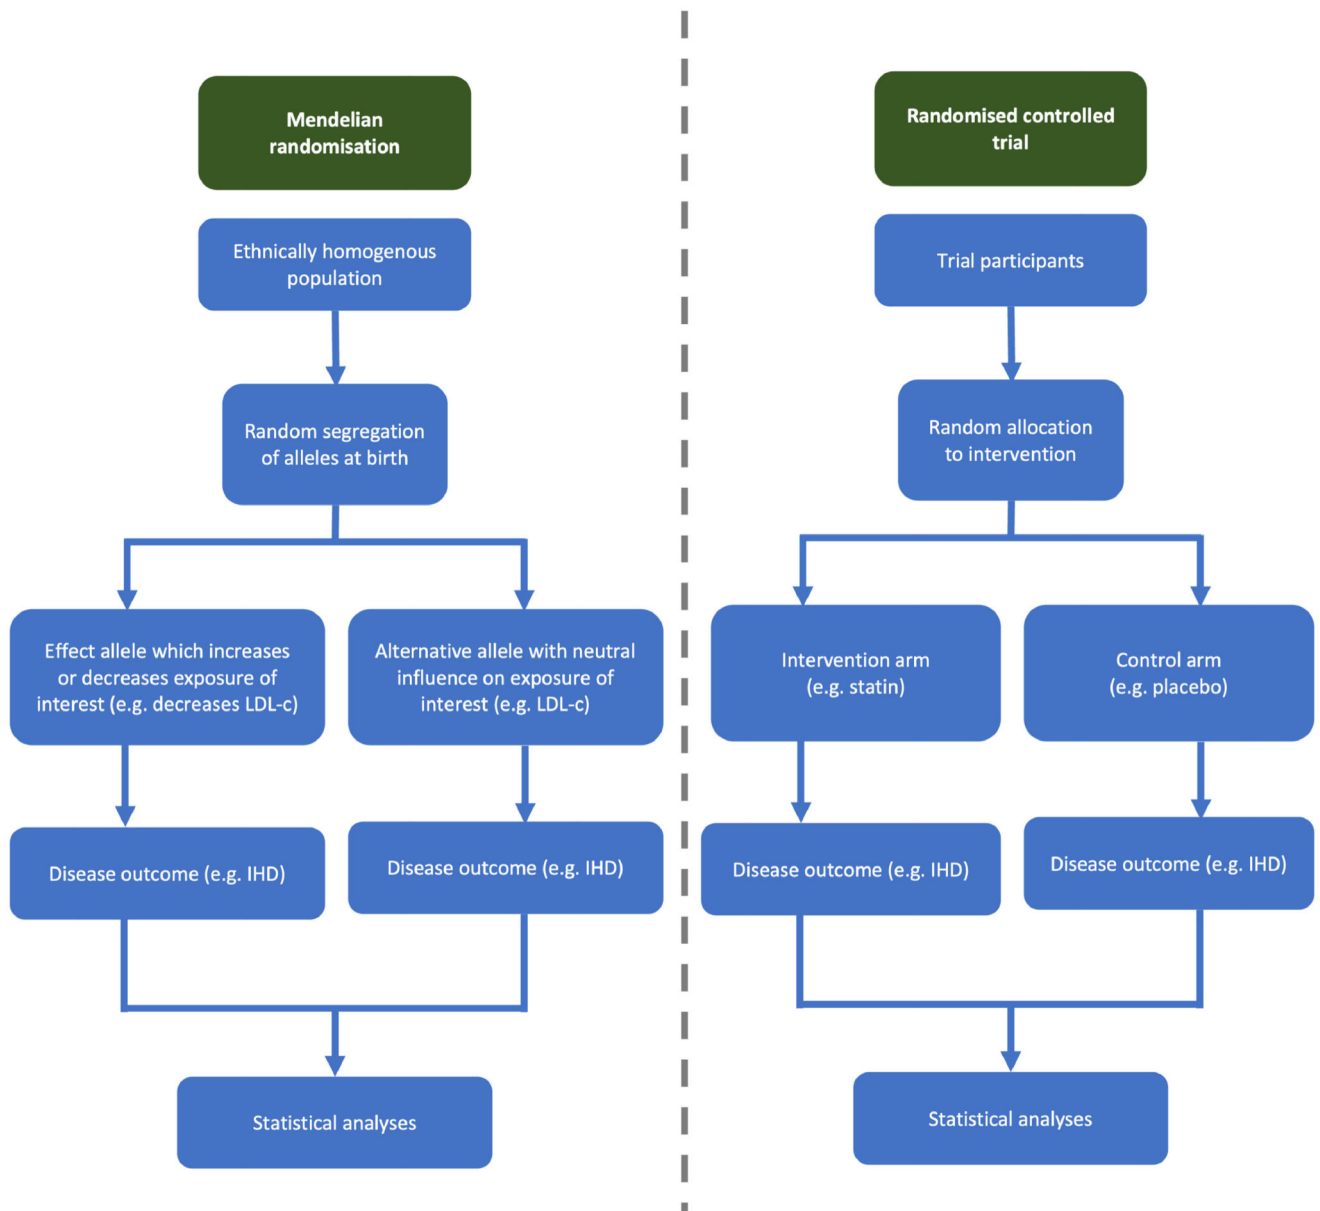 Mendelian
randomisation
Ethnically homogenous
population
Random segregation
of alleles at birth
Effect allele which increases
or decreases exposure of
interest (e.g. decreases LDL-c)
Alternative allele with neutral
influence on exposure of
interest (e.g. LDL-c)
Disease outcome (e.g. IHD)
Disease outcome (e.g. IHD)
Statistical analyses
Randomised controlled
trial
Trial participants
Random allocation
to intervention
Intervention arm
(e.g. statin)
Control arm
(e.g. placebo)
Disease outcome (e.g. IHD)
Disease outcome (e.g. IHD)
Statistical analyses